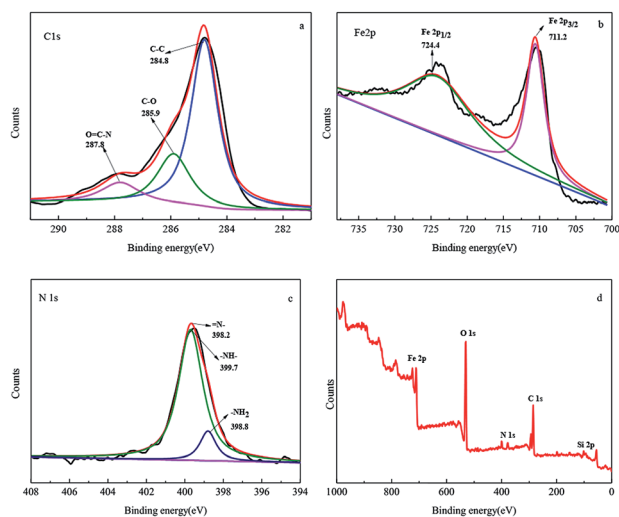 C1s
a
C-C
284.8
C-O
285.9
O=C-N
287.8
Counts
290
288
286
284
282
Binding energy(eV)
Fe2p
b
Fe 2p1/2
724.4
Fe 2p3/2
711.2
Counts
735
730
725
720
715
710
705
700
Binding energy(eV)
N 1s
c
=N-
398.2
-NH-
399.7
-NH2
398.8
Counts
408
406
404
402
400
398
396
394
Binding energy(eV)
d
O 1s
Fe 2p
C 1s
N 1s
Si 2p
Counts
1000
800
600
400
200
0
Binding energy(eV)